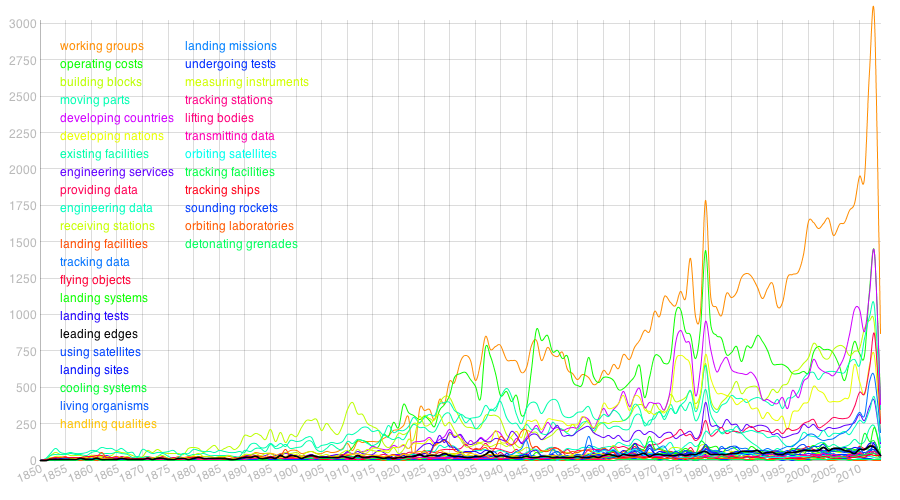 3000
2750
2500
2250
2000
1750
1500
1250
1000
750
500
250
0
working groups
operating costs
building blocks
moving parts
developing countries
developing nations
existing facilities
engineering services
providing data
engineering data
receiving stations
landing facilities
tracking data
flying objects
landing systems
landing tests
leading edges
using satellites
landing sites
cooling systems
living organisms
handling qualities
landing missions
undergoing tests
measuring instruments
tracking stations
lifting bodies
transmitting data
orbiting satellites
tracking facilities
tracking ships
sounding rockets
orbiting laboratories
detonating grenades
1850 1855 1860 1865 1870 1875 1880 1885 1890 1895 1900 1905 1910 1915 1920 1925 1930 1935 1940 1945 1950 1955 1960 1965 1970 1975 1980 1985 1990 1995 2000 2005 2010